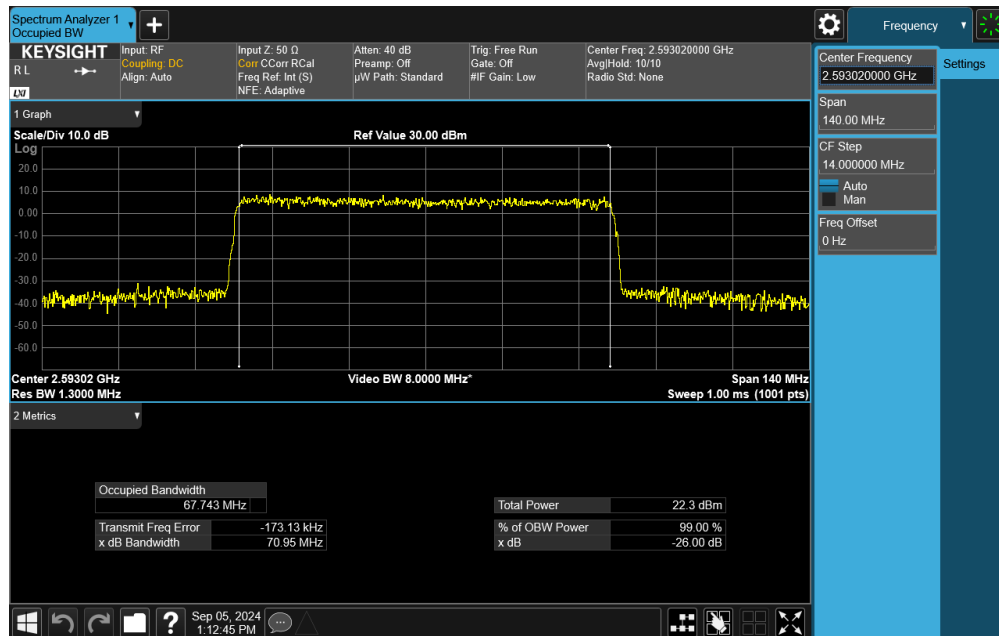 Spectrum Analyzer 1
Occupied BW
+
Frequency
KEYSIGHT
R L
LXI
Input: RF
Coupling: DC
Align: Auto
Input Z: 50 Ω
Corr CCorr RCal
Freq Ref: Int (S)
NFE: Adaptive
Atten: 40 dB
Preamp: Off
µW Path: Standard
Trig: Free Run
Gate: Off
#IF Gain: Low
Center Freq: 2.593020000 GHz
Avg|Hold: 10/10
Radio Std: None
Center Frequency
2.593020000 GHz
Settings
Span
140.00 MHz
CF Step
14.000000 MHz
Auto
Man
Freq Offset
0 Hz
1 Graph
Scale/Div 10.0 dB
Ref Value 30.00 dBm
Log
20.0
10.0
0.00
-10.0
-20.0
-30.0
-40.0
-50.0
-60.0
Center 2.59302 GHz
Video BW 8.0000 MHz*
Span 140 MHz
Res BW 1.3000 MHz
Sweep 1.00 ms (1001 pts)
2 Metrics
Occupied Bandwidth
67.743 MHz
Total Power 22.3 dBm
Transmit Freq Error -173.13 kHz
% of OBW Power 99.00 %
x dB Bandwidth 70.95 MHz
x dB -26.00 dB
?
Sep 05, 2024
1:12:45 PM